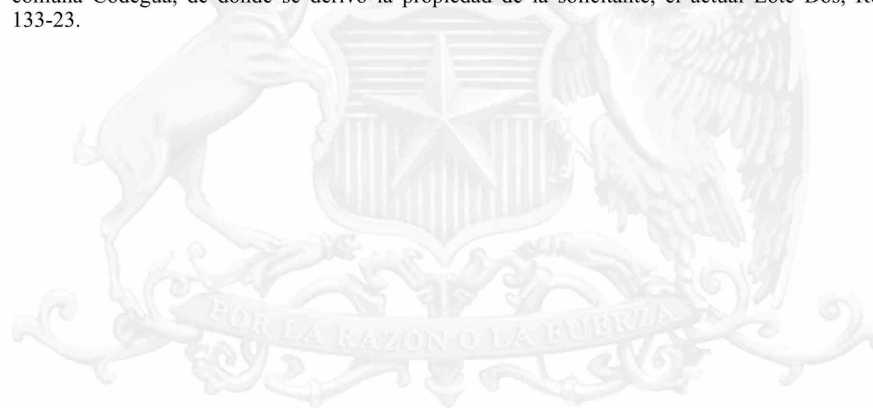 comuna Codegua, de donde se derivó la propiedad de la solicitante, el actual Lote Dos,
133-23.
POR LA RAZON O LA FUERZA